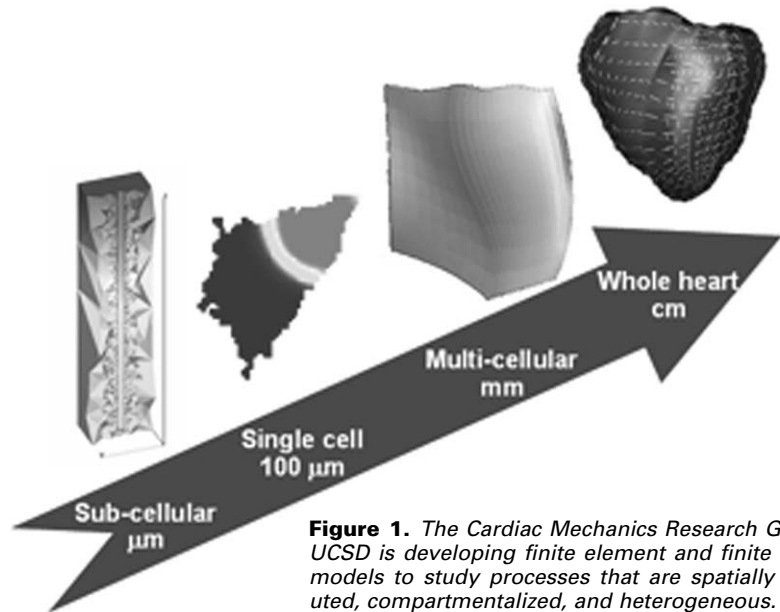 Whole heart
cm
Multi-cellular
mm
Single cell
100 µm
Sub-cellular
µm
Figure 1. The Cardiac Mechanics Research G
UCSD is developing finite element and finite
models to study processes that are spatially
uted, compartmentalized, and heterogeneous.